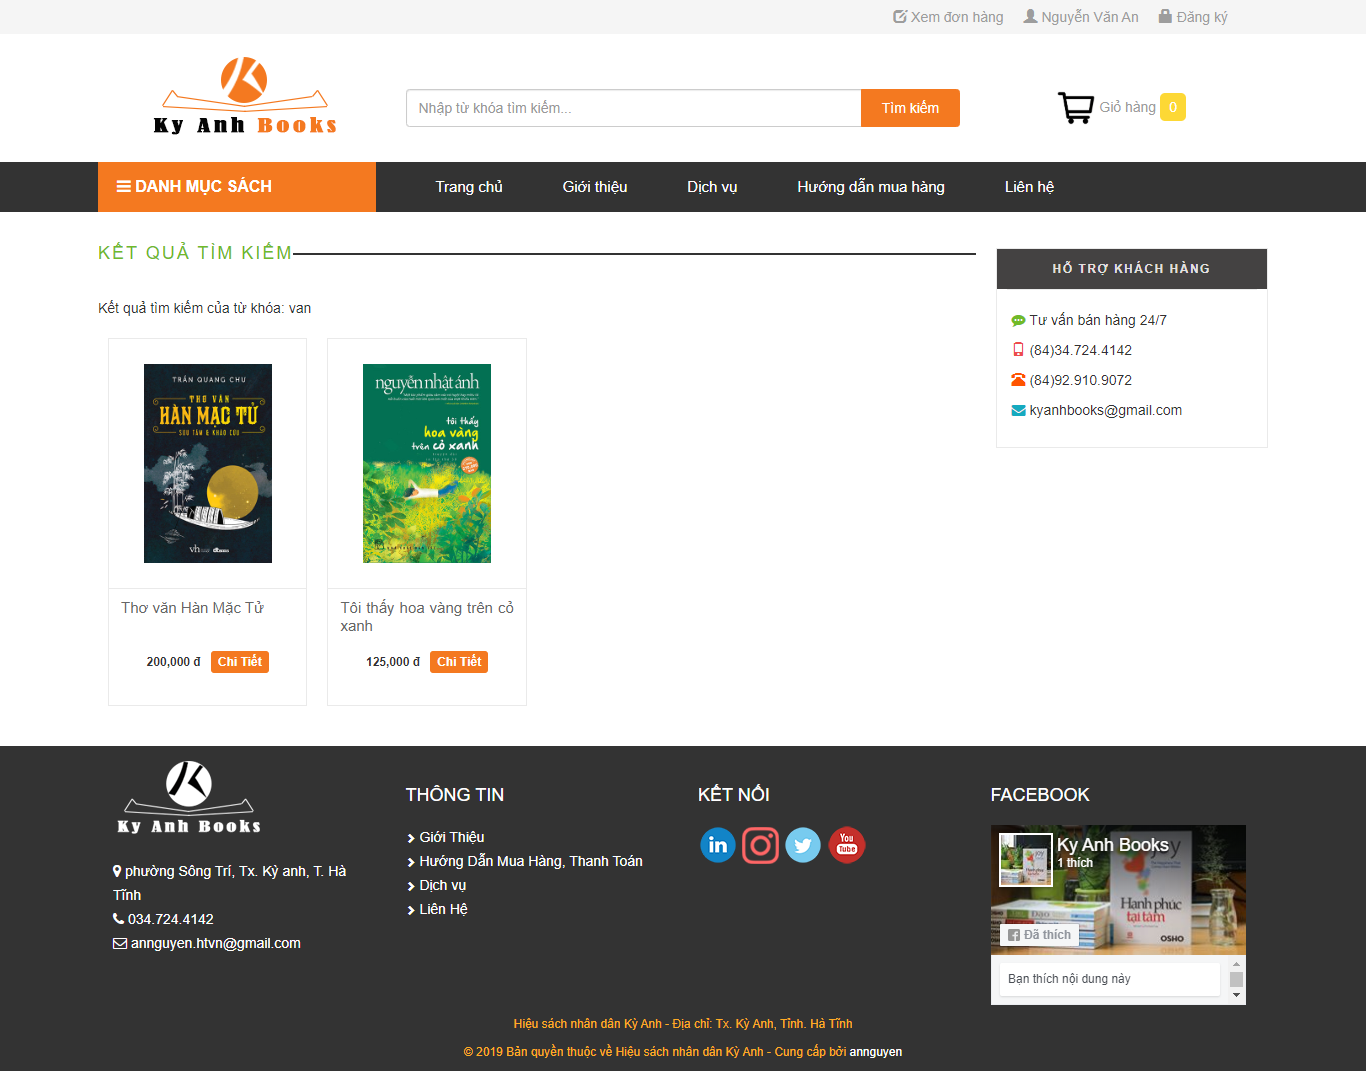 Xem đơn hàng Nguyễn Văn An Đăng ký
Ky Anh Books
Nhập từ khóa tìm kiếm... Tìm kiếm
Giỏ hàng 0
DANH MỤC SÁCH Trang chủ Giới thiệu Dịch vụ Hướng dẫn mua hàng Liên hệ
KẾT QUẢ TÌM KIẾM
Kết quả tìm kiếm của từ khóa: van
TRẦN QUANG CHU
THƠ VĂN
HÀN MẠC TỬ
SƯU TẦM & KHẢO CỨU
vh
nguyễn nhật ánh
tôi thấy
hoa vàng
trên cỏ xanh
Thơ văn Hàn Mặc Tử
200,000 đ Chi Tiết
Tôi thấy hoa vàng trên cỏ
xanh
125,000 đ Chi Tiết
HỖ TRỢ KHÁCH HÀNG
Tư vấn bán hàng 24/7
(84)34.724.4142
(84)92.910.9072
kyanhbooks@gmail.com
Ky Anh Books
phường Sông Trí, Tx. Kỳ anh, T. Hà
Tĩnh
034.724.4142
annguyen.htvn@gmail.com
THÔNG TIN
Giới Thiệu
Hướng Dẫn Mua Hàng, Thanh Toán
Dịch vụ
Liên Hệ
KẾT NỐI
in
You
Tube
FACEBOOK
Ky Anh Books
1 thích
joy
Hạnh phúc
tại tâm
OSHO
Đã thích
Bạn thích nội dung này
Hiệu sách nhân dân Kỳ Anh - Địa chỉ: Tx. Kỳ Anh, Tỉnh. Hà Tĩnh
© 2019 Bản quyền thuộc về Hiệu sách nhân dân Kỳ Anh - Cung cấp bởi annguyen